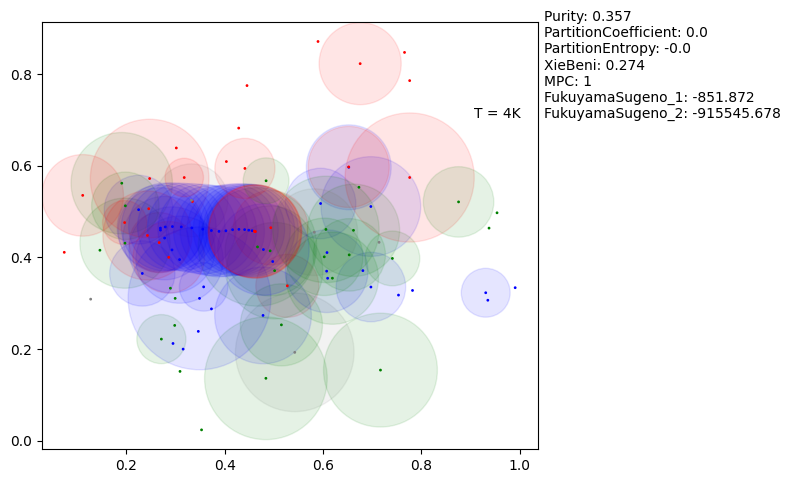 Purity: 0.357
PartitionCoefficient: 0.0
PartitionEntropy: -0.0
XieBeni: 0.274
MPC: 1
FukuyamaSugeno_1: -851.872
FukuyamaSugeno_2: -915545.678
T = 4K
0.8
0.6
0.4
0.2
0.0
0.2 0.4 0.6 0.8 1.0